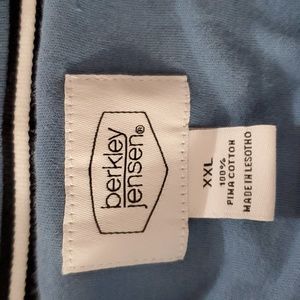 berkley
jensen®
XXL
100%
PIMA COTTON
MADE IN LESOTHO